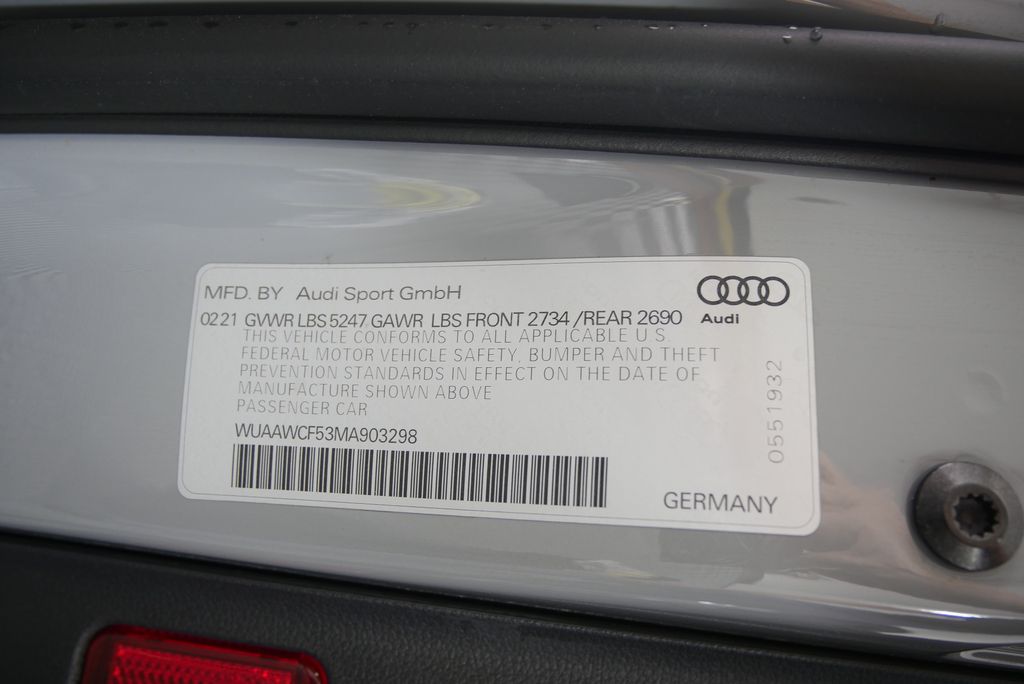 MFD. BY Audi Sport GmbH
0221 GVWR LBS 5247 GAWR LBS FRONT 2734 /REAR 2690
Audi
THIS VEHICLE CONFORMS TO ALL APPLICABLE U.S.
FEDERAL MOTOR VEHICLE SAFETY, BUMPER AND THEFT
PREVENTION STANDARDS IN EFFECT ON THE DATE OF
MANUFACTURE SHOWN ABOVE
PASSENGER CAR
WUAAWCF53MA903298
GERMANY
0551932